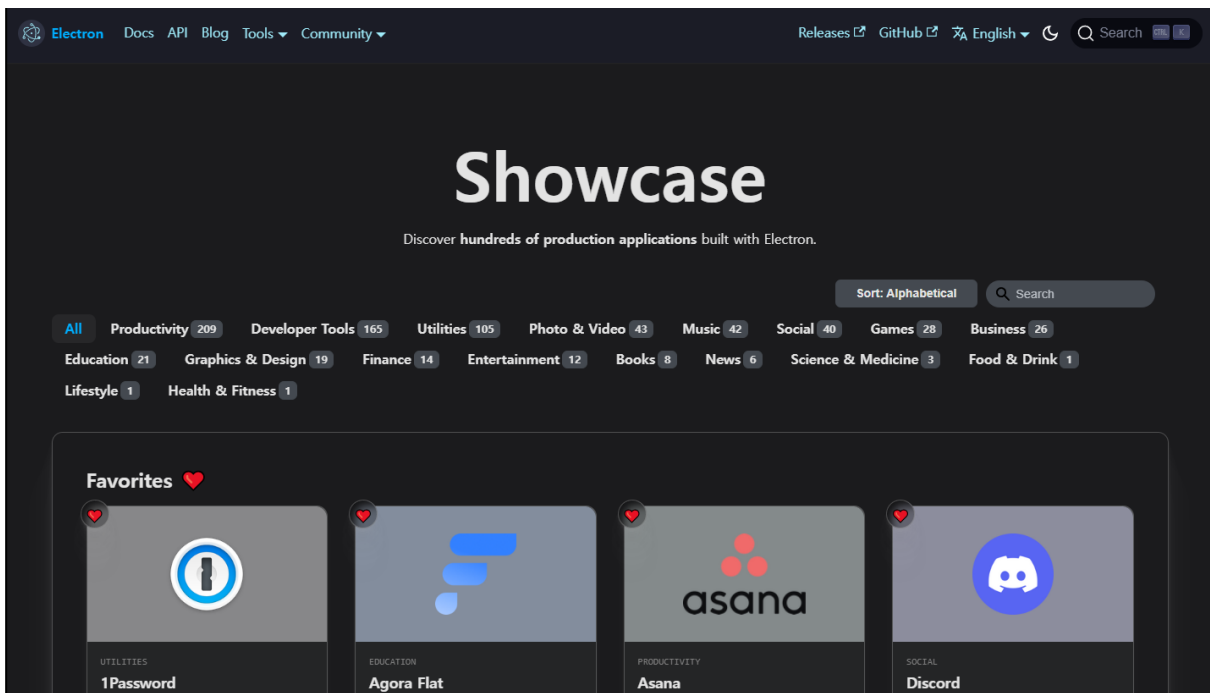 Electron Docs API Blog Tools Community Releases GitHub English Search CTRL K
Showcase
Discover hundreds of production applications built with Electron.
Sort: Alphabetical Search
All Productivity 209 Developer Tools 165 Utilities 105 Photo & Video 43 Music 42 Social 40 Games 28 Business 26
Education 21 Graphics & Design 19 Finance 14 Entertainment 12 Books 8 News 6 Science & Medicine 3 Food & Drink 1
Lifestyle 1 Health & Fitness 1
Favorites
asana
UTILITIES EDUCATION PRODUCTIVITY SOCIAL
1Password Agora Flat Asana Discord